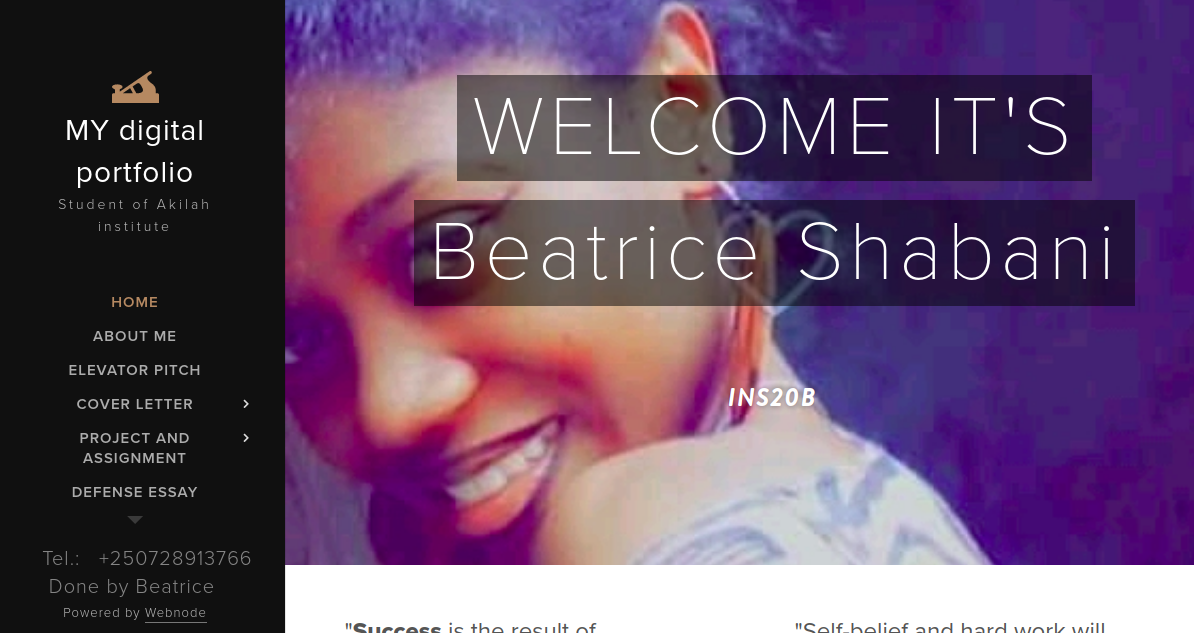 MY digital
portfolio
Student of Akilah
institute
HOME
ABOUT ME
ELEVATOR PITCH
COVER LETTER
PROJECT AND
ASSIGNMENT
DEFENSE ESSAY
Tel.: +250728913766
Done by Beatrice
Powered by Webnode
WELCOME IT'S
Beatrice Shabani
INS20B
"Success is the result of
"Self-belief and hard work will